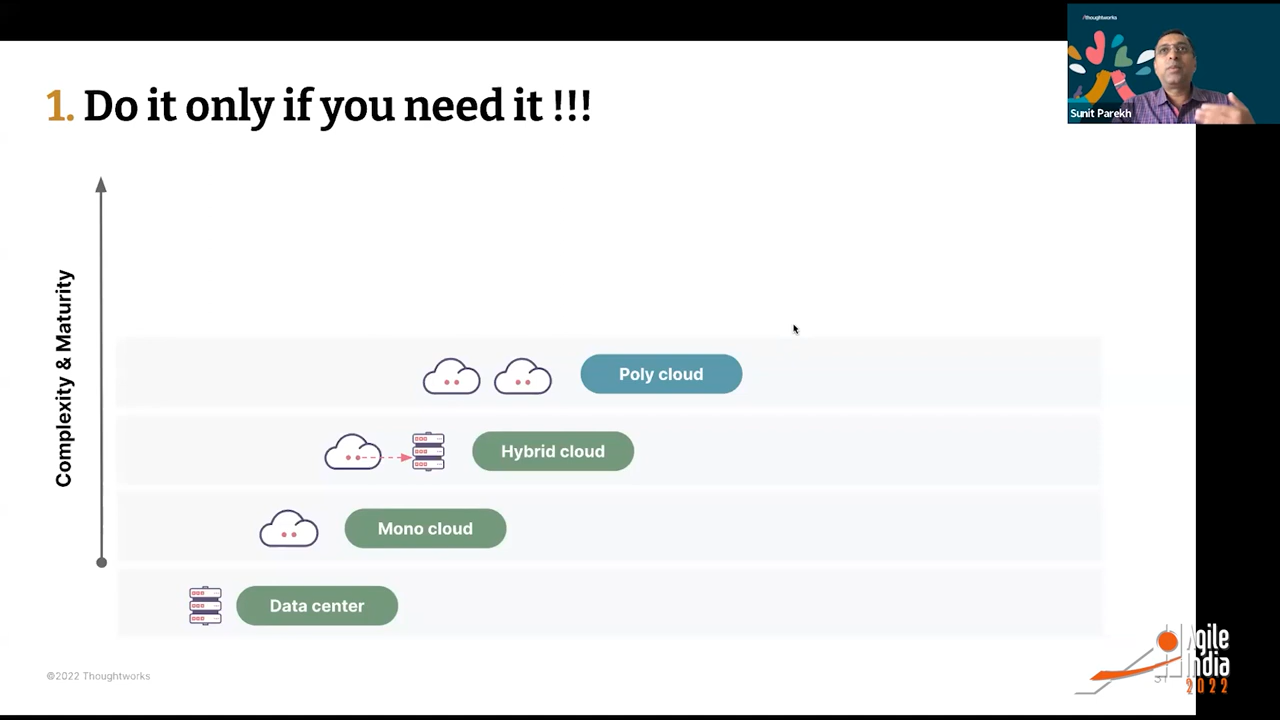 /thoughtworks
Sunit Parekh
1. Do it only if you need it !!!
Complexity & Maturity
Poly cloud
Hybrid cloud
Mono cloud
Data center
©2022 Thoughtworks
Agile
India
2022